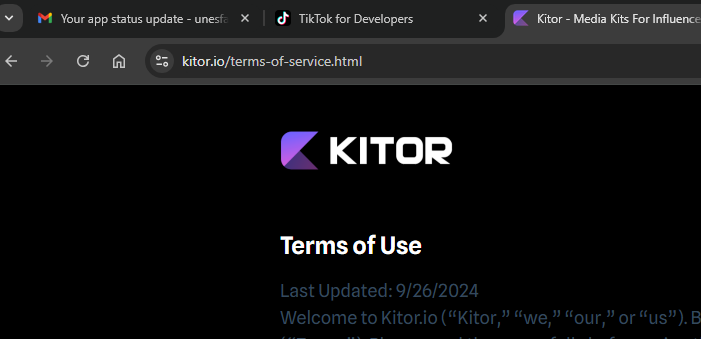 Your app status update - unesfa
TikTok for Developers
Kitor - Media Kits For Influence
kitor.io/terms-of-service.html
KITOR
Terms of Use
Last Updated: 9/26/2024
Welcome to Kitor.io (“Kitor,” “we,” “our,” or “us”). B